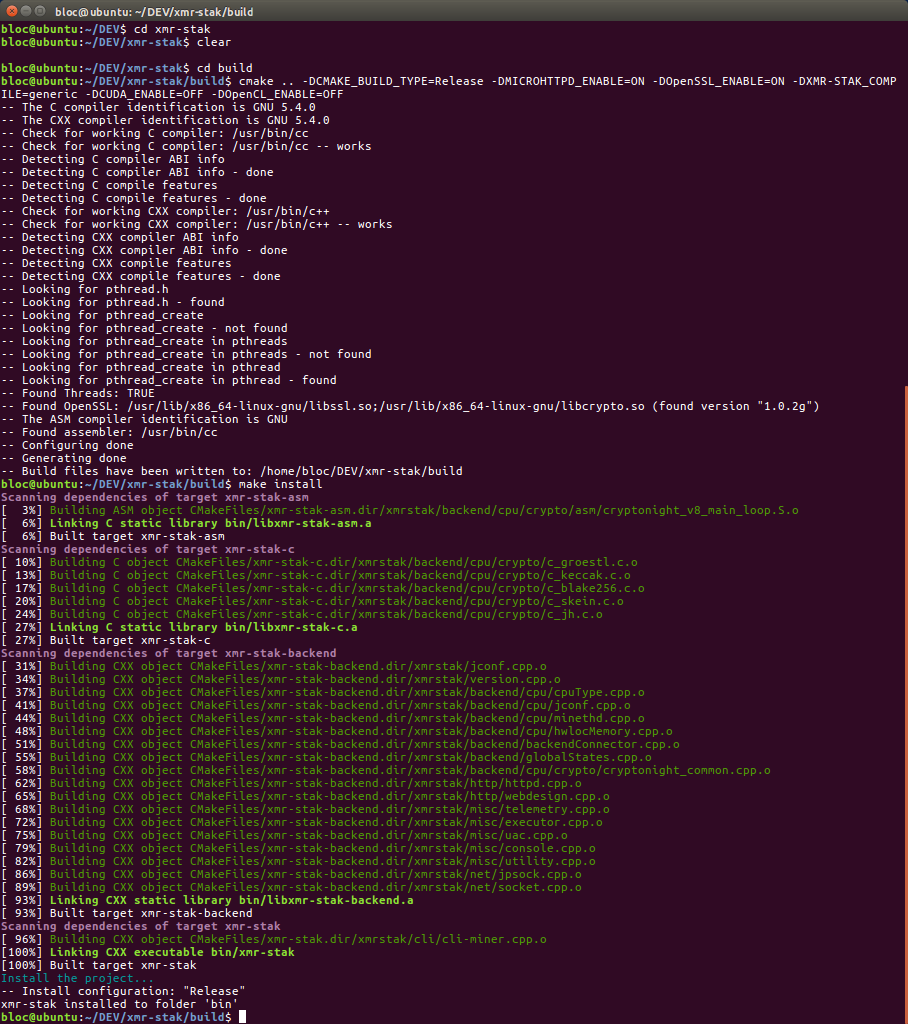 bloc@ubuntu: ~/DEV/xmr-stak/build
bloc@ubuntu:~/DEV$ cd xmr-stak
bloc@ubuntu:~/DEV/xmr-stak$ clear
bloc@ubuntu:~/DEV/xmr-stak$ cd build
bloc@ubuntu:~/DEV/xmr-stak/build$ cmake .. -DCMAKE_BUILD_TYPE=Release -DMICROHTTPD_ENABLE=ON -DOpenSSL_ENABLE=ON -DXMR-STAK_COMP
ILE=generic -DCUDA_ENABLE=OFF -DOpenCL_ENABLE=OFF
-- The C compiler identification is GNU 5.4.0
-- The CXX compiler identification is GNU 5.4.0
-- Check for working C compiler: /usr/bin/cc
-- Check for working C compiler: /usr/bin/cc -- works
-- Detecting C compiler ABI info
-- Detecting C compiler ABI info - done
-- Detecting C compile features
-- Detecting C compile features - done
-- Check for working CXX compiler: /usr/bin/c++
-- Check for working CXX compiler: /usr/bin/c++ -- works
-- Detecting CXX compiler ABI info
-- Detecting CXX compiler ABI info - done
-- Detecting CXX compile features
-- Detecting CXX compile features - done
-- Looking for pthread.h
-- Looking for pthread.h - found
-- Looking for pthread_create
-- Looking for pthread_create - not found
-- Looking for pthread_create in pthreads
-- Looking for pthread_create in pthreads - not found
-- Looking for pthread_create in pthread
-- Looking for pthread_create in pthread - found
-- Found Threads: TRUE
-- Found OpenSSL: /usr/lib/x86_64-linux-gnu/libssl.so;/usr/lib/x86_64-linux-gnu/libcrypto.so (found version "1.0.2g")
-- The ASM compiler identification is GNU
-- Found assembler: /usr/bin/cc
-- Configuring done
-- Generating done
-- Build files have been written to: /home/bloc/DEV/xmr-stak/build
bloc@ubuntu:~/DEV/xmr-stak/build$ make install
Scanning dependencies of target xmr-stak-asm
[  3%] Building ASM object CMakeFiles/xmr-stak-asm.dir/xmrstak/backend/cpu/crypto/asm/cryptonight_v8_main_loop.S.o
[  6%] Linking C static library bin/libxmr-stak-asm.a
[  6%] Built target xmr-stak-asm
Scanning dependencies of target xmr-stak-c
[ 10%] Building C object CMakeFiles/xmr-stak-c.dir/xmrstak/backend/cpu/crypto/c_groestl.c.o
[ 13%] Building C object CMakeFiles/xmr-stak-c.dir/xmrstak/backend/cpu/crypto/c_keccak.c.o
[ 17%] Building C object CMakeFiles/xmr-stak-c.dir/xmrstak/backend/cpu/crypto/c_blake256.c.o
[ 20%] Building C object CMakeFiles/xmr-stak-c.dir/xmrstak/backend/cpu/crypto/c_skein.c.o
[ 24%] Building C object CMakeFiles/xmr-stak-c.dir/xmrstak/backend/cpu/crypto/c_jh.c.o
[ 27%] Linking C static library bin/libxmr-stak-c.a
[ 27%] Built target xmr-stak-c
Scanning dependencies of target xmr-stak-backend
[ 31%] Building CXX object CMakeFiles/xmr-stak-backend.dir/xmrstak/jconf.cpp.o
[ 34%] Building CXX object CMakeFiles/xmr-stak-backend.dir/xmrstak/version.cpp.o
[ 37%] Building CXX object CMakeFiles/xmr-stak-backend.dir/xmrstak/backend/cpu/cpuType.cpp.o
[ 41%] Building CXX object CMakeFiles/xmr-stak-backend.dir/xmrstak/backend/cpu/jconf.cpp.o
[ 44%] Building CXX object CMakeFiles/xmr-stak-backend.dir/xmrstak/backend/cpu/minethd.cpp.o
[ 48%] Building CXX object CMakeFiles/xmr-stak-backend.dir/xmrstak/backend/cpu/hwlocMemory.cpp.o
[ 51%] Building CXX object CMakeFiles/xmr-stak-backend.dir/xmrstak/backend/backendConnector.cpp.o
[ 55%] Building CXX object CMakeFiles/xmr-stak-backend.dir/xmrstak/backend/globalStates.cpp.o
[ 58%] Building CXX object CMakeFiles/xmr-stak-backend.dir/xmrstak/backend/cpu/crypto/cryptonight_common.cpp.o
[ 62%] Building CXX object CMakeFiles/xmr-stak-backend.dir/xmrstak/http/httpd.cpp.o
[ 65%] Building CXX object CMakeFiles/xmr-stak-backend.dir/xmrstak/http/webdesign.cpp.o
[ 68%] Building CXX object CMakeFiles/xmr-stak-backend.dir/xmrstak/misc/telemetry.cpp.o
[ 72%] Building CXX object CMakeFiles/xmr-stak-backend.dir/xmrstak/misc/executor.cpp.o
[ 75%] Building CXX object CMakeFiles/xmr-stak-backend.dir/xmrstak/misc/uac.cpp.o
[ 79%] Building CXX object CMakeFiles/xmr-stak-backend.dir/xmrstak/misc/console.cpp.o
[ 82%] Building CXX object CMakeFiles/xmr-stak-backend.dir/xmrstak/misc/utility.cpp.o
[ 86%] Building CXX object CMakeFiles/xmr-stak-backend.dir/xmrstak/net/jpsock.cpp.o
[ 89%] Building CXX object CMakeFiles/xmr-stak-backend.dir/xmrstak/net/socket.cpp.o
[ 93%] Linking CXX static library bin/libxmr-stak-backend.a
[ 93%] Built target xmr-stak-backend
Scanning dependencies of target xmr-stak
[ 96%] Building CXX object CMakeFiles/xmr-stak.dir/xmrstak/cli/cli-miner.cpp.o
[100%] Linking CXX executable bin/xmr-stak
[100%] Built target xmr-stak
Install the project...
-- Install configuration: "Release"
xmr-stak installed to folder 'bin'
bloc@ubuntu:~/DEV/xmr-stak/build$